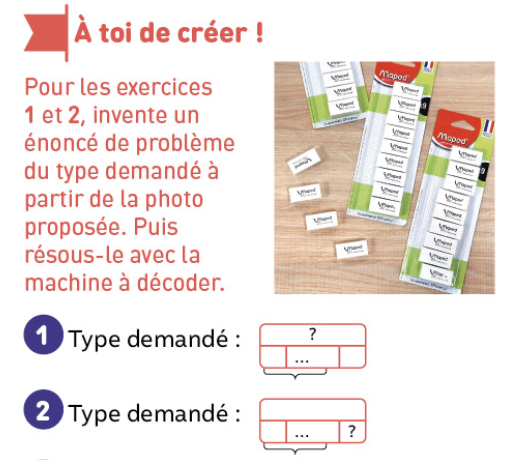 À toi de créer !
Pour les exercices
1 et 2, invente un
énoncé de problème
du type demandé à
partir de la photo
proposée. Puis
résous-le avec la
machine à décoder.
Maped
Maped
1 Type demandé :
?
...
2 Type demandé :
... ?